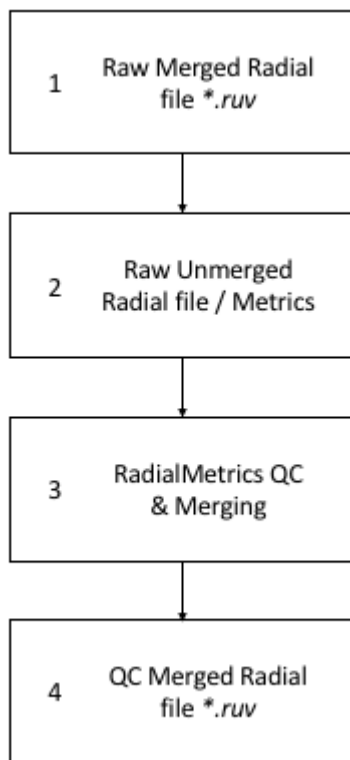 1
Raw Merged Radial
file *.ruv
2
Raw Unmerged
Radial file / Metrics
3
RadialMetrics QC
& Merging
4
QC Merged Radial
file *.ruv